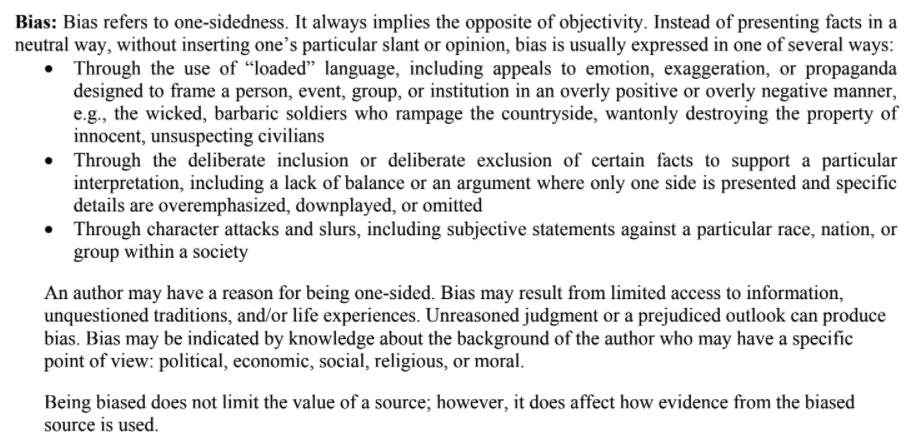 Bias: Bias refers to one-sidedness. It always implies the opposite of objectivity. Instead of presenting facts in a
neutral way, without inserting one’s particular slant or opinion, bias is usually expressed in one of several ways:
• Through the use of “loaded” language, including appeals to emotion, exaggeration, or propaganda
designed to frame a person, event, group, or institution in an overly positive or overly negative manner,
e.g., the wicked, barbaric soldiers who rampage the countryside, wantonly destroying the property of
innocent, unsuspecting civilians
• Through the deliberate inclusion or deliberate exclusion of certain facts to support a particular
interpretation, including a lack of balance or an argument where only one side is presented and specific
details are overemphasized, downplayed, or omitted
• Through character attacks and slurs, including subjective statements against a particular race, nation, or
group within a society
An author may have a reason for being one-sided. Bias may result from limited access to information,
unquestioned traditions, and/or life experiences. Unreasoned judgment or a prejudiced outlook can produce
bias. Bias may be indicated by knowledge about the background of the author who may have a specific
point of view: political, economic, social, religious, or moral.
Being biased does not limit the value of a source; however, it does affect how evidence from the biased
source is used.